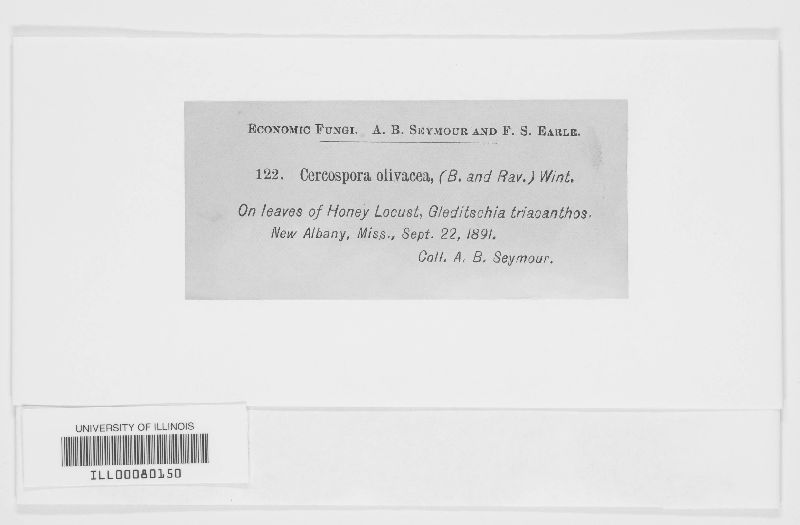 ECONOMIC FUNGI. A. B. SEYMOUR AND F. S. EARLE.
122. Cercospora olivacea, (B. and Rav.) Wint.
On leaves of Honey Locust, Gleditschia triacanthos.
New Albany, Miss., Sept. 22, 1891.
Coll. A. B. Seymour.
UNIVERSITY OF ILLINOIS
ILL00080150